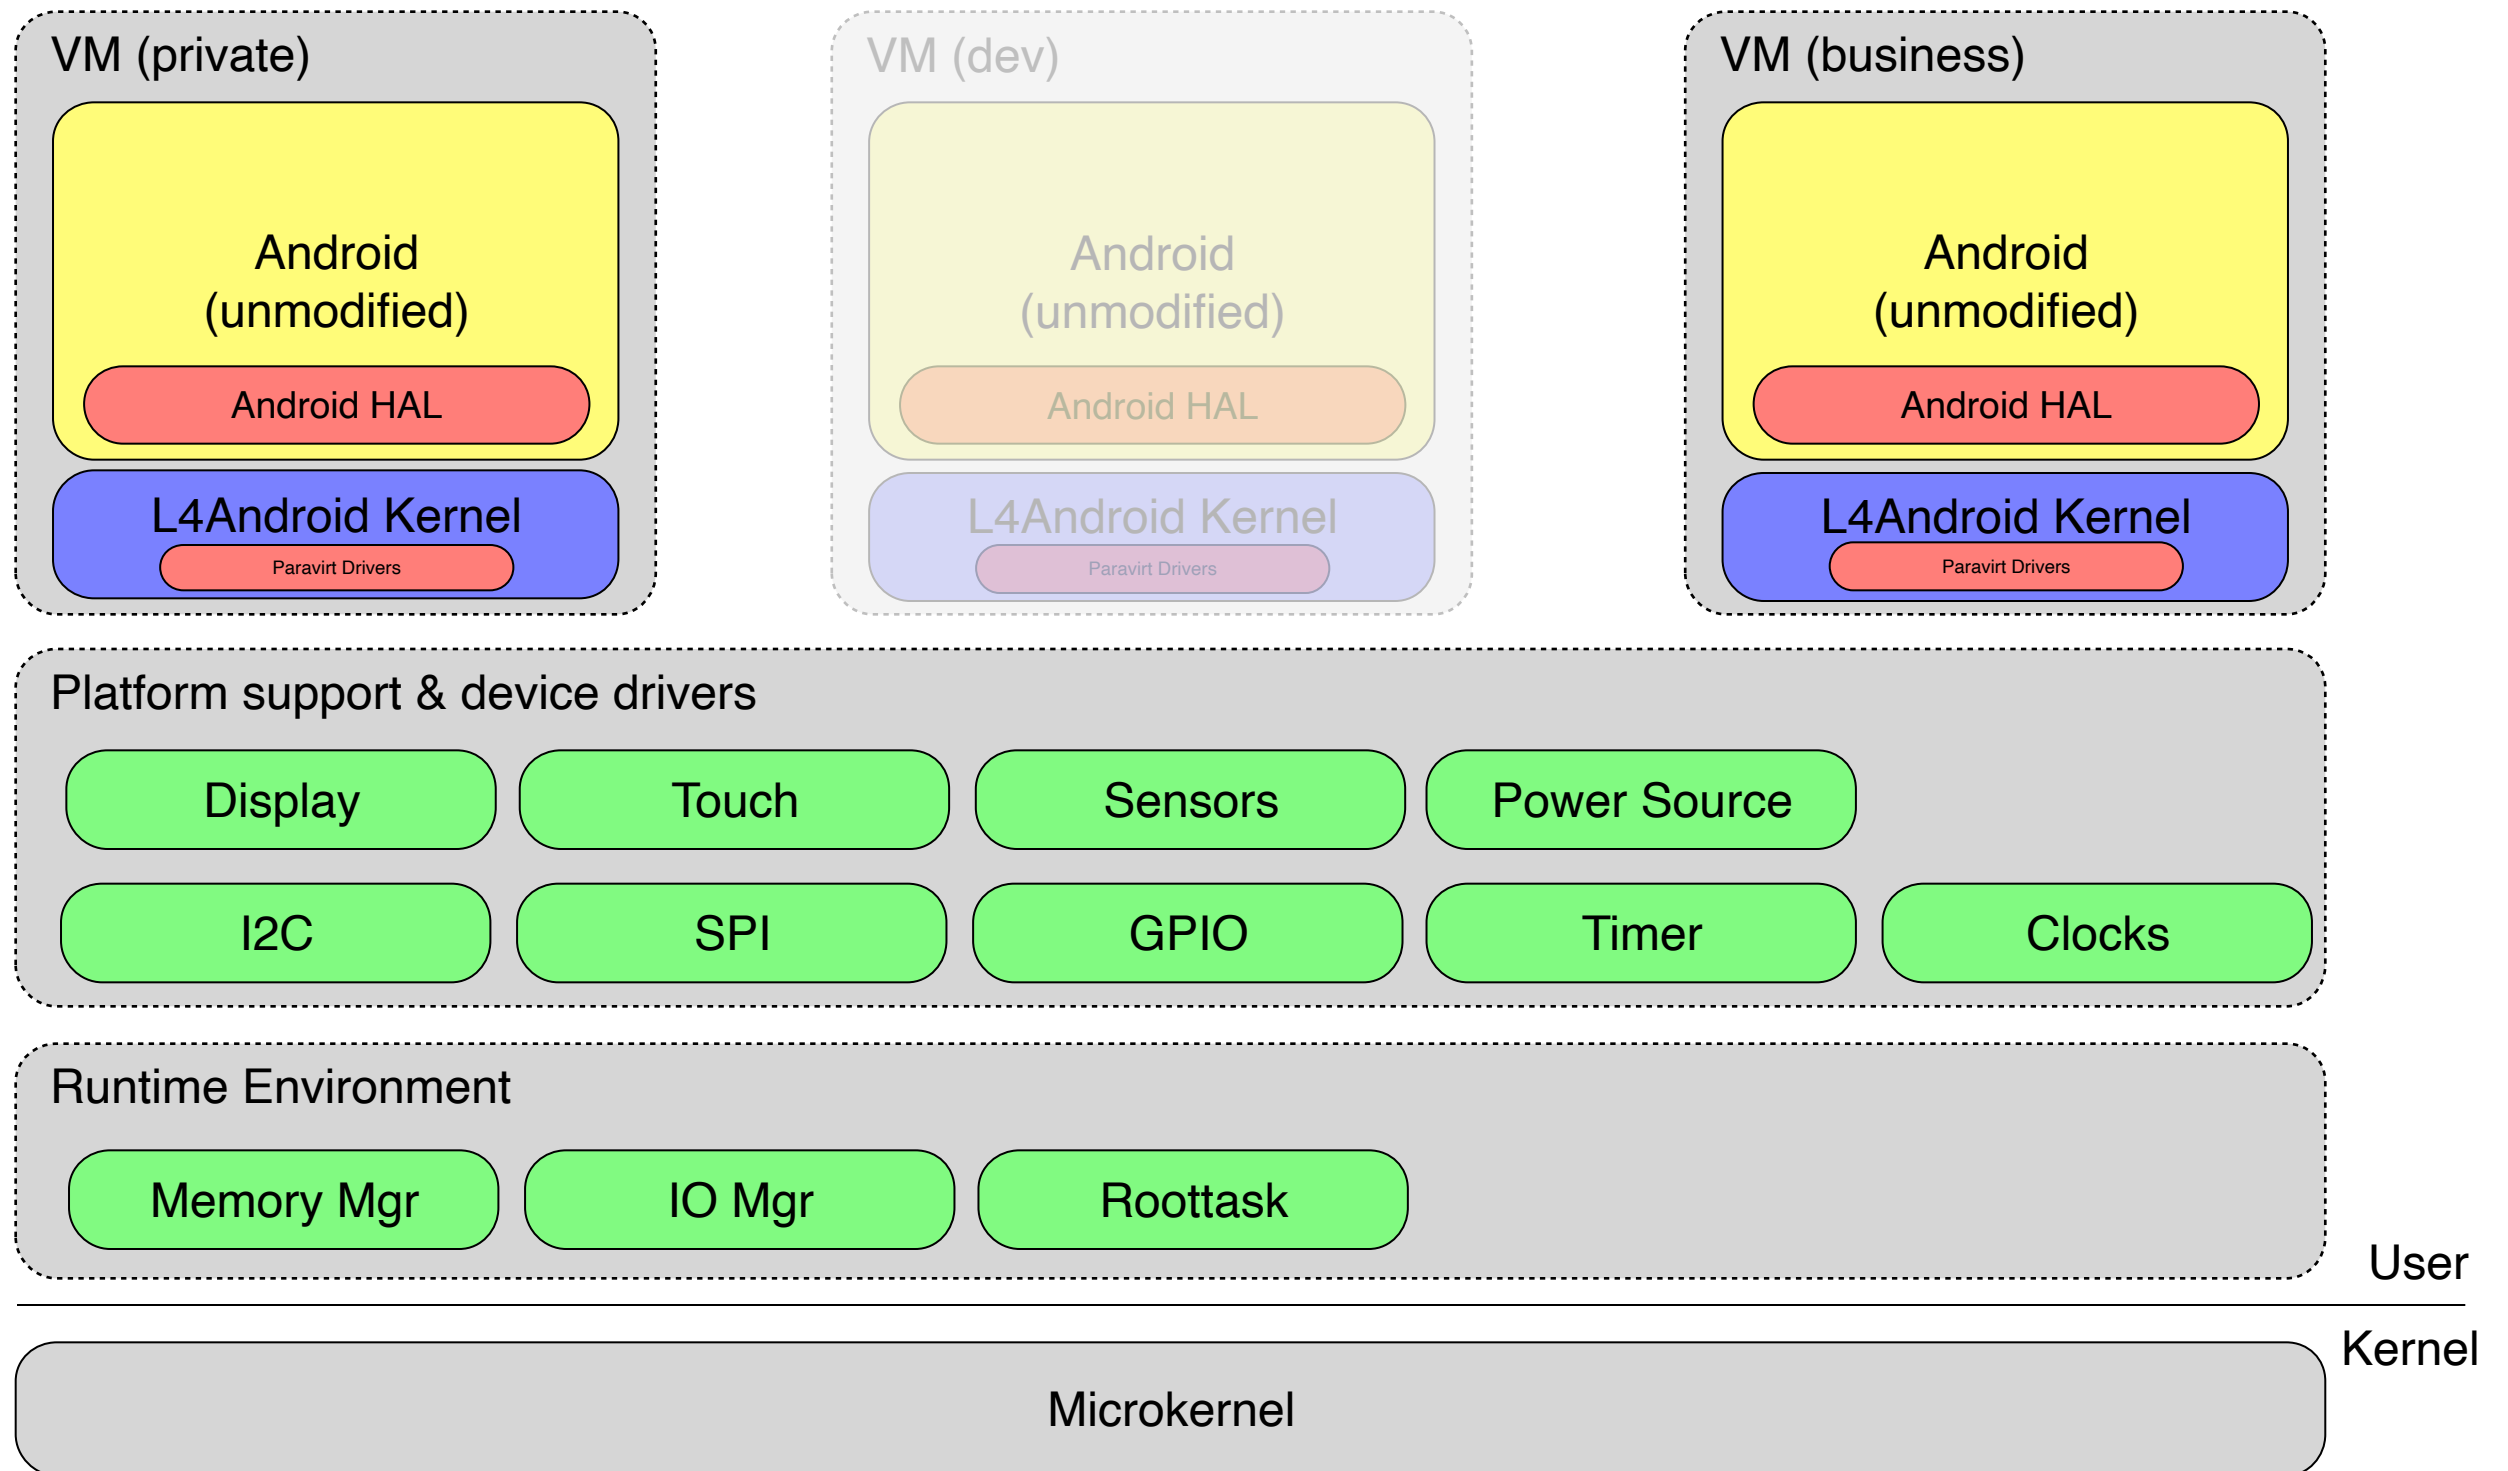 VM (private)
Android
(unmodified)
Android HAL
L4Android Kernel
Paravirt Drivers
VM (dev)
Android
(unmodified)
Android HAL
L4Android Kernel
Paravirt Drivers
VM (business)
Android
(unmodified)
Android HAL
L4Android Kernel
Paravirt Drivers
Platform support & device drivers
Display
Touch
Sensors
Power Source
I2C
SPI
GPIO
Timer
Clocks
Runtime Environment
Memory Mgr
IO Mgr
Roottask
User
Kernel
Microkernel